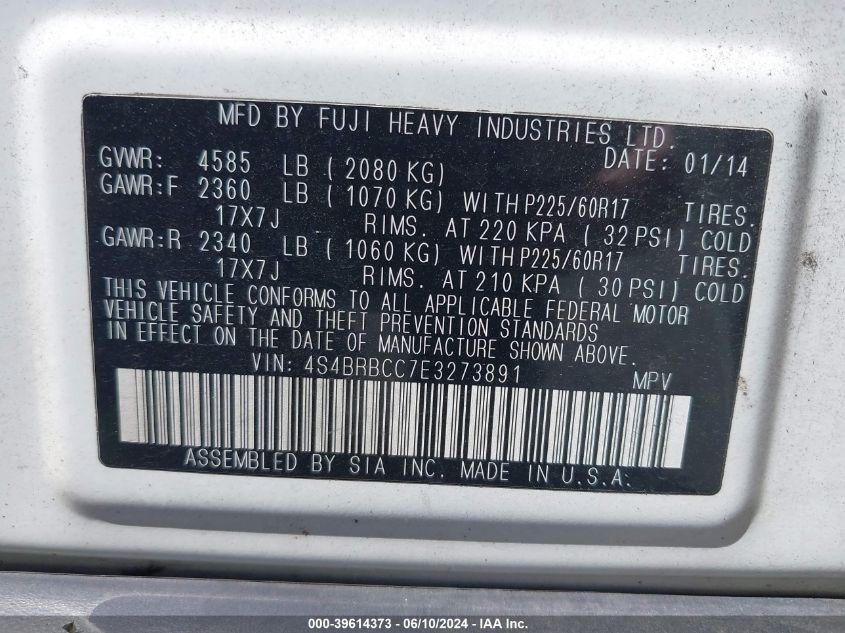 MFD BY FUJI HEAVY INDUSTRIES LTD.
DATE: 01/14
GVWR: 4585 LB ( 2080 KG)
GAWR:F 2360 LB ( 1070 KG) WITH P225/60R17 TIRES.
17X7J RIMS. AT 220 KPA ( 32 PSI) COLD
GAWR:R 2340 LB ( 1060 KG) WITH P225/60R17 TIRES.
17X7J RIMS. AT 210 KPA ( 30 PSI) COLD
THIS VEHICLE CONFORMS TO ALL APPLICABLE FEDERAL MOTOR
VEHICLE SAFETY AND THEFT PREVENTION STANDARDS
IN EFFECT ON THE DATE OF MANUFACTURE SHOWN ABOVE.
VIN: 4S4BRBCC7E3273891 MPV
ASSEMBLED BY SIA INC. MADE IN U.S.A.
000-39614373 - 06/10/2024 - IAA Inc.